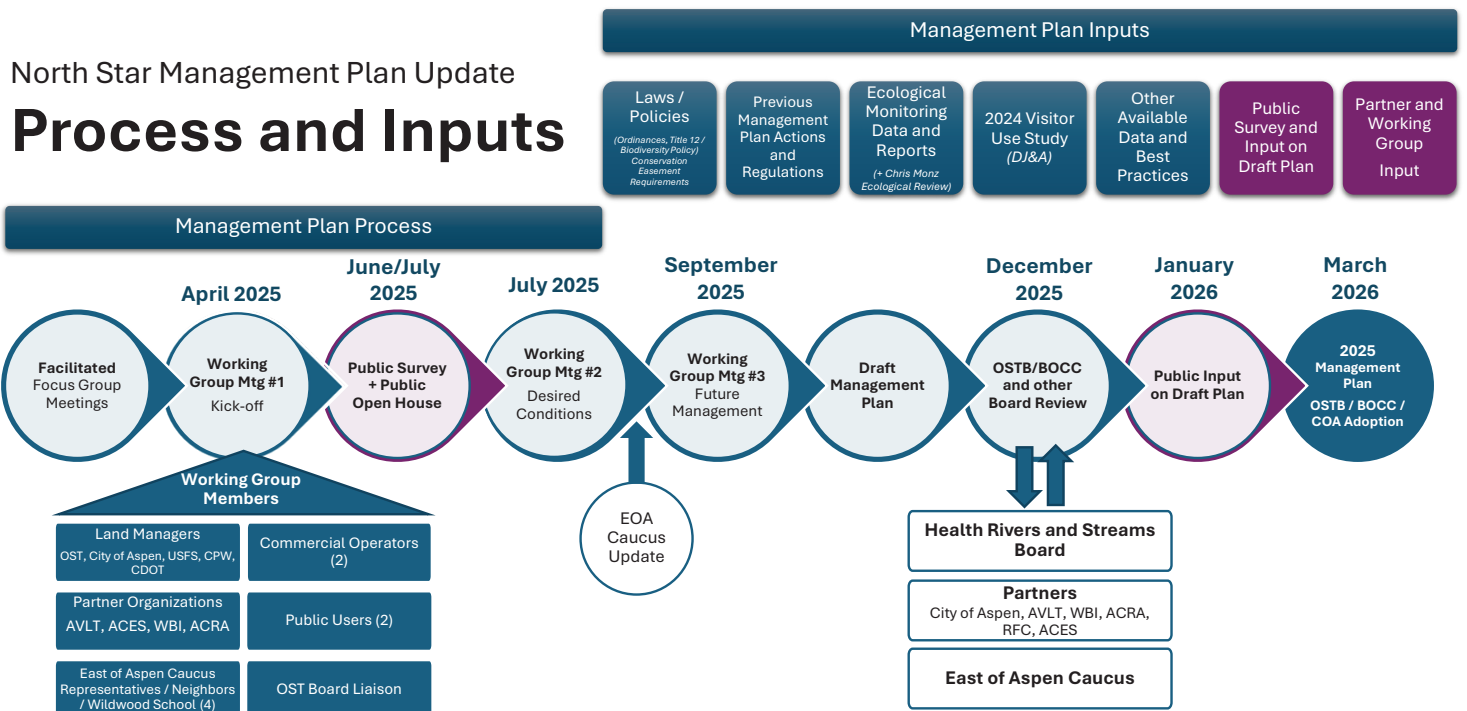 North Star Management Plan Update
Process and Inputs
Management Plan Inputs
Laws /
Policies
(Ordinances, Title 12 /
Biodiversity Policy)
Conservation
Easement
Requirements
Previous
Management
Plan Actions
and
Regulations
Ecological
Monitoring
Data and
Reports
(+ Chris Monz
Ecological Review)
2024 Visitor
Use Study
(DJ&A)
Other
Available
Data and
Best
Practices
Public
Survey and
Input on
Draft Plan
Partner and
Working
Group
Input
Management Plan Process
Facilitated
Focus Group
Meetings
April 2025
Working
Group Mtg #1
Kick-off
June/July
2025
Public Survey
+ Public
Open House
July 2025
Working
Group Mtg #2
Desired
Conditions
September
2025
Working
Group Mtg #3
Future
Management
Draft
Management
Plan
December
2025
OSTB/BOCC
and other
Board Review
January
2026
Public Input
on Draft Plan
March
2026
2025
Management
Plan
OSTB / BOCC /
COA Adoption
Working Group
Members
Land Managers
OST, City of Aspen, USFS, CPW,
CDOT
Commercial Operators
(2)
Partner Organizations
AVLT, ACES, WBI, ACRA
Public Users (2)
East of Aspen Caucus
Representatives / Neighbors
/ Wildwood School (4)
OST Board Liaison
EOA
Caucus
Update
Health Rivers and Streams
Board
Partners
City of Aspen, AVLT, WBI, ACRA,
RFC, ACES
East of Aspen Caucus